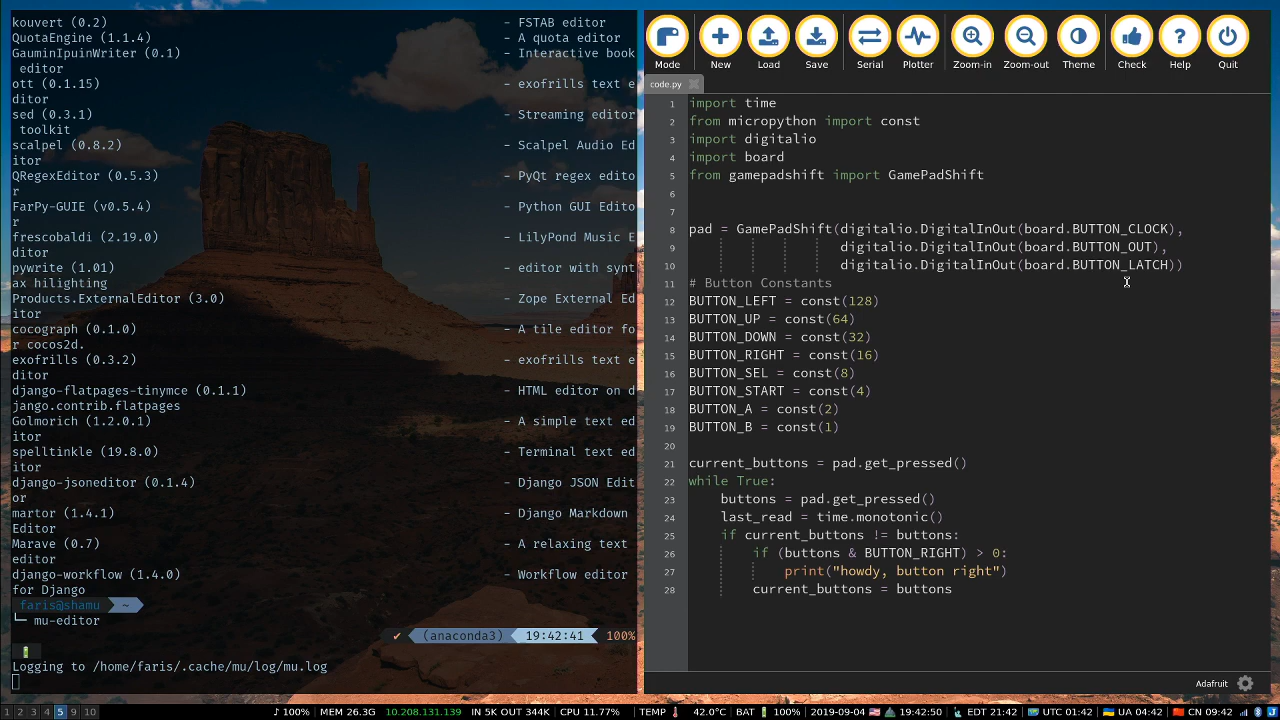 kouvert (0.2) - FSTAB editor
QuotaEngine (1.1.4) - A quota editor
GauminIpuinWriter (0.1) - Interactive book
editor
ott (0.1.15) - exofrills text e
ditor
sed (0.3.1) - Streaming editor
toolkit
scalpel (0.8.2) - Scalpel Audio Ed
itor
QRegexEditor (0.5.3) - PyQt regex edito
r
FarPy-GUIE (v0.5.4) - Python GUI Edito
r
frescobaldi (2.19.0) - LilyPond Music E
ditor
pywrite (1.01) - editor with synt
ax hilighting
Products.ExternalEditor (3.0) - Zope External Ed
itor
cocograph (0.1.0) - A tile editor fo
r cocos2d.
exofrills (0.3.2) - exofrills text e
ditor
django-flatpages-tinymce (0.1.1) - HTML editor on d
jango.contrib.flatpages
Golmorich (1.2.0.1) - A simple text ed
itor
spelltinkle (19.8.0) - Terminal text ed
itor
django-jsoneditor (0.1.4) - Django JSON Edit
or
martor (1.4.1) - Django Markdown
Editor
Marave (0.7) - A relaxing text
editor
django-workflow (1.4.0) - Workflow editor
for Django
faris@shamu ~
mu-editor
✔ (anaconda3) 19:42:41 100%
Logging to /home/faris/.cache/mu/log/mu.log
Mode New Load Save Serial Plotter Zoom-in Zoom-out Theme Check Help Quit
code.py
1 import time
2 from micropython import const
3 import digitalio
4 import board
5 from gamepadshift import GamePadShift
6
7
8 pad = GamePadShift(digitalio.DigitalInOut(board.BUTTON_CLOCK),
9 digitalio.DigitalInOut(board.BUTTON_OUT),
10 digitalio.DigitalInOut(board.BUTTON_LATCH))
11 # Button Constants
12 BUTTON_LEFT = const(128)
13 BUTTON_UP = const(64)
14 BUTTON_DOWN = const(32)
15 BUTTON_RIGHT = const(16)
16 BUTTON_SEL = const(8)
17 BUTTON_START = const(4)
18 BUTTON_A = const(2)
19 BUTTON_B = const(1)
20
21 current_buttons = pad.get_pressed()
22 while True:
23 buttons = pad.get_pressed()
24 last_read = time.monotonic()
25 if current_buttons != buttons:
26 if (buttons & BUTTON_RIGHT) > 0:
27 print("howdy, button right")
28 current_buttons = buttons
Adafruit
1 2 3 4 5 9 10 ♪ 100% MEM 26.3G 10.208.131.139 IN 5K OUT 344K CPU 11.77% TEMP 42.0°C BAT 100% 2019-09-04 19:42:50 EDT 21:42 UTC 01:42 UA 04:42 CN 09:42